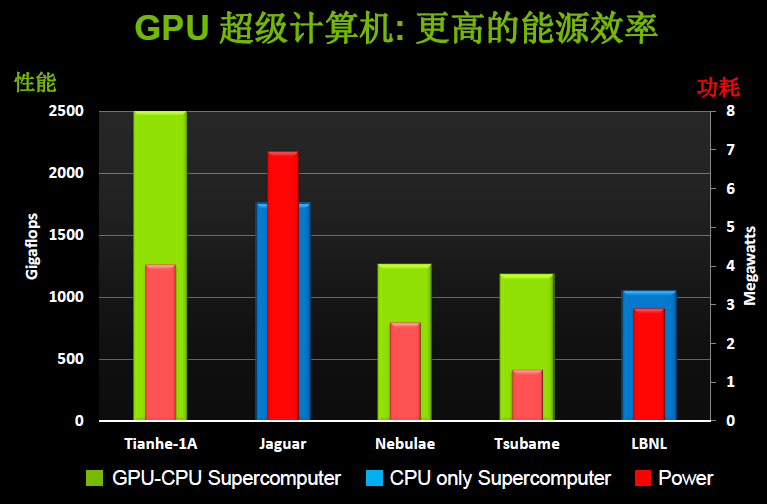 GPU 超级计算机: 更高的能源效率
性能
功耗
2500
2000
1500
1000
500
0
Gigaflops
8
7
6
5
4
3
2
1
0
Megawatts
Tianhe-1A
Jaguar
Nebulae
Tsubame
LBNL
GPU-CPU Supercomputer
CPU only Supercomputer
Power